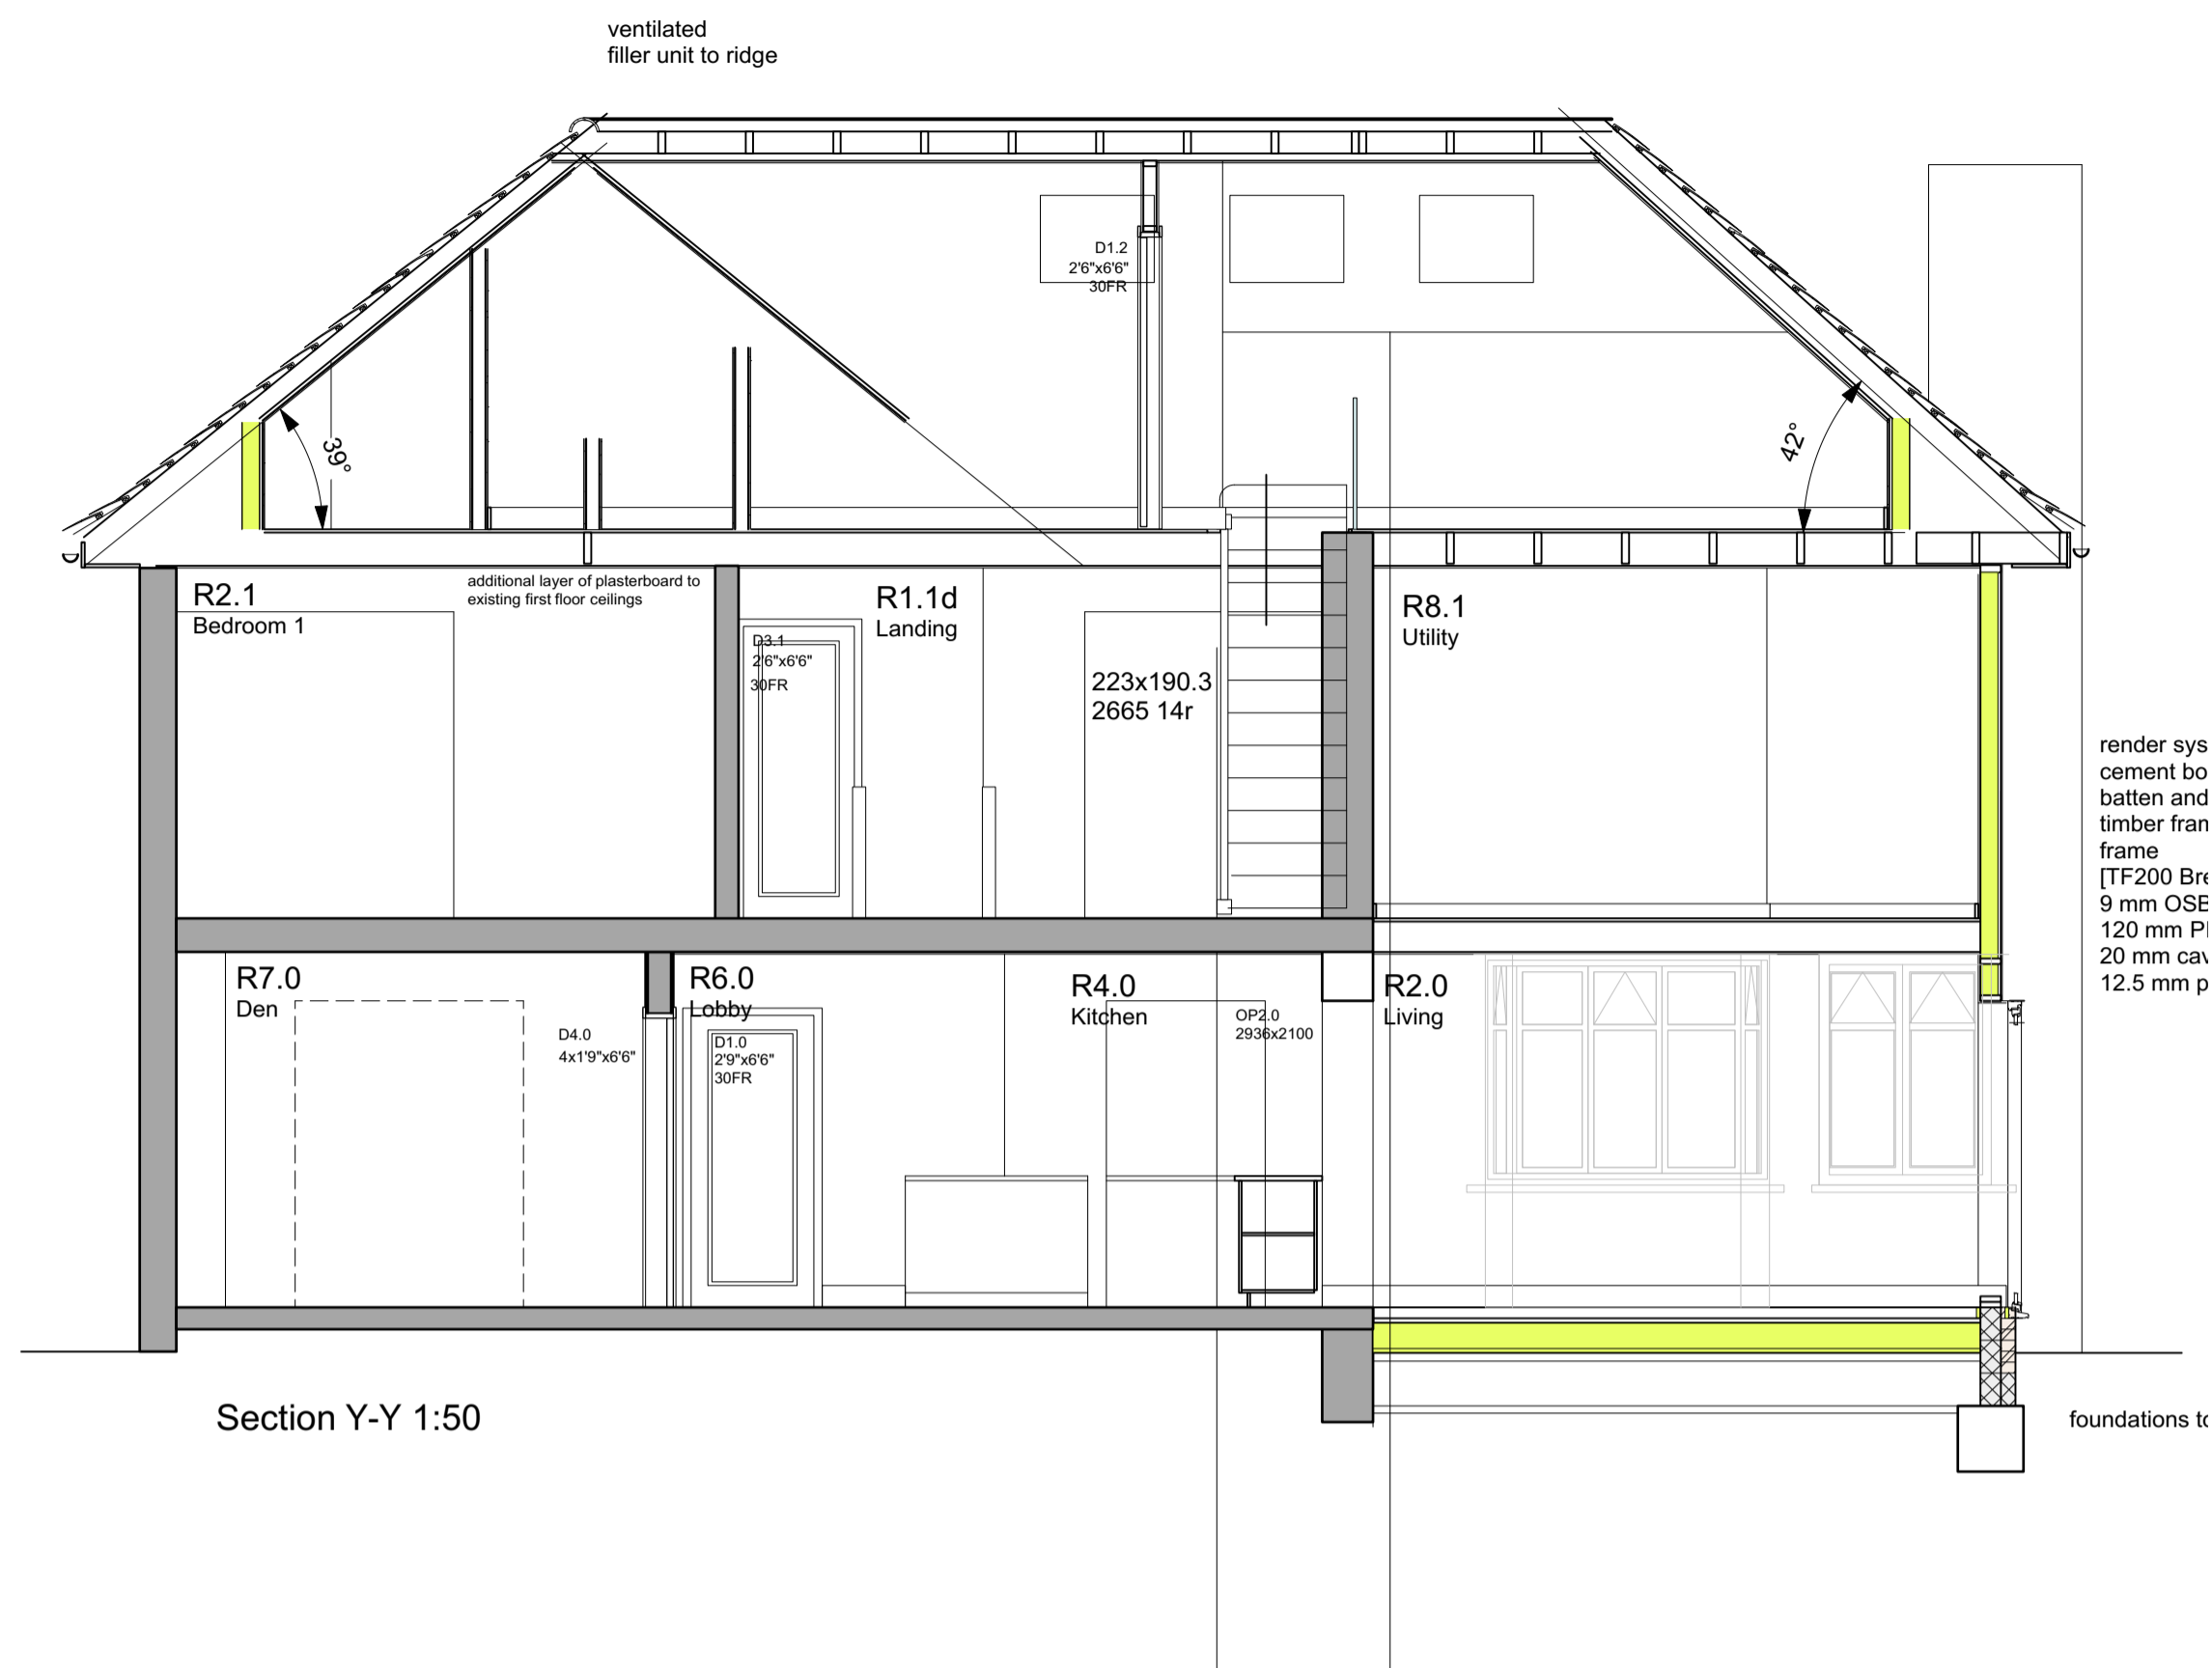 ventilated
filler unit to ridge
D1.2
2'6"x6'6"
30FR
39°
42°
R2.1
Bedroom 1
additional layer of plasterboard to
existing first floor ceilings
R1.1d
Landing
R8.1
Utility
D3.1
2'6"x6'6"
30FR
223x190.3
2665 14r
render sys
cement bo
batten and
timber fran
frame
[TF200 Bre
9 mm OSB
120 mm PI
20 mm cav
12.5 mm p
R7.0
Den
R6.0
Lobby
R4.0
Kitchen
R2.0
Living
OP2.0
2936x2100
D4.0
4x1'9"x6'6"
D1.0
2'9"x6'6"
30FR
Section Y-Y 1:50
foundations to